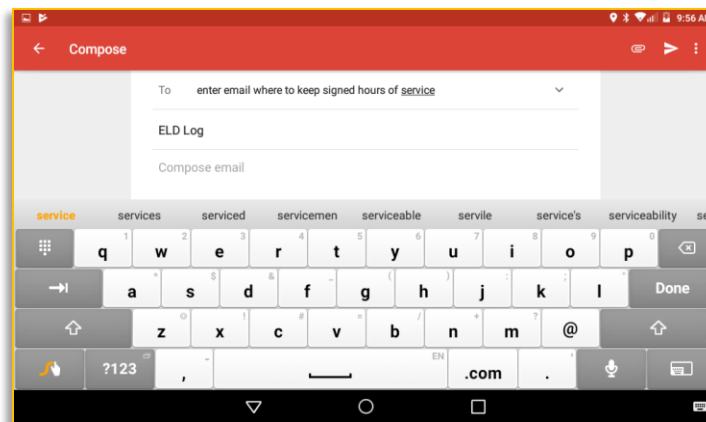 9:56 AM
Compose
To enter email where to keep signed hours of service
ELD Log
Compose email
service services serviced servicemen serviceable servile service's serviceability se
1 2 3 4 5 6 7 8 9 0
q w e r t y u i o p
* $ & _ ( ) : ; "
a s d f g h j k l Done
! # = / + ?
z x c v b n m @
EN
?123 , .com .